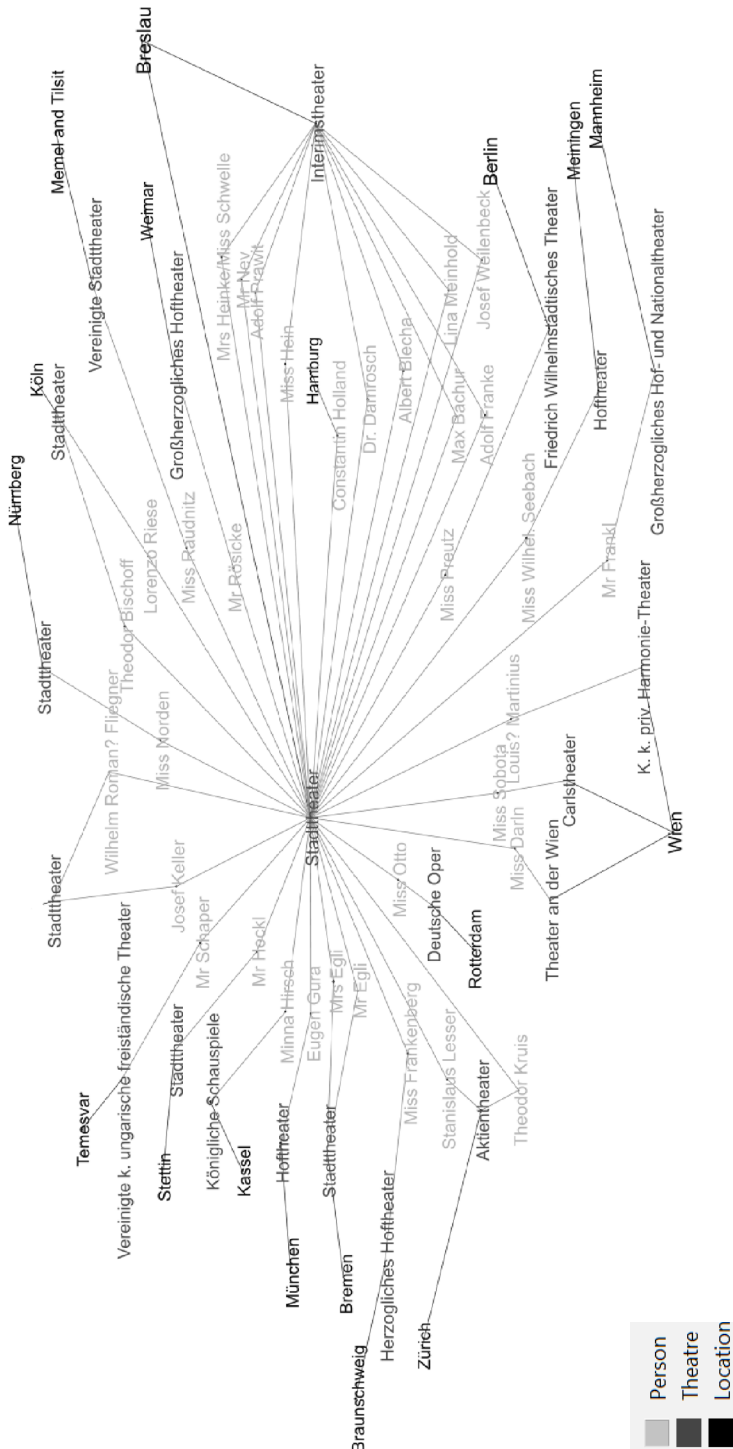 Breslau
Memel and Tilsit
Interimstheater
Mannheim
Meiningen
Berlin
Weimar
Mrs Heinke/Miss Schwelle
Mr Ney
Adolf Prawit
Vereinigte Stadttheater
Josef Weilenbeck
Lina Meinhold
Großherzogliches Hoftheater
Miss Hein
Hamburg
Köln
Stadttheater
Constantin Holland
Dr. Damrosch
Albert Blecha
Max Bachur
Adolf Franke
Friedrich Wilhelmstädtisches Theater
Hoftheater
Großherzogliches Hof- und Nationaltheater
Nürnberg
Lorenzo Riese
Miss Raudnitz
Mr Rösicke
Miss Preutz
Miss Wilhelm. Seebach
Mr Frankl
Theodor Bischoff
Stadttheater
Wilhelm Roman? Fliegner
Miss Norden
Louis? Martinius
K. k. priv. Harmonie-Theater
Miss Sobota
Carlstheater
Stadttheater
Miss Darin
Wien
Stadttheater
Josef Keller
Mr Schaper
Mr Heckl
Miss Otto
Deutsche Oper
Theater an der Wien
Rotterdam
Minna Hirsch
Eugen Gura
Mrs Egli
Mr Egli
Miss Frankenberg
Stanislaus Lesser
Theodor Kruis
Aktientheater
Vereinigte k. ungarische freiständische Theater
Temesvar
Stadttheater
Stettin
Königliche Schauspiele
Kassel
Hoftheater
Stadttheater
München
Bremen
Herzogliches Hoftheater
Braunschweig
Zürich
Person
Theatre
Location